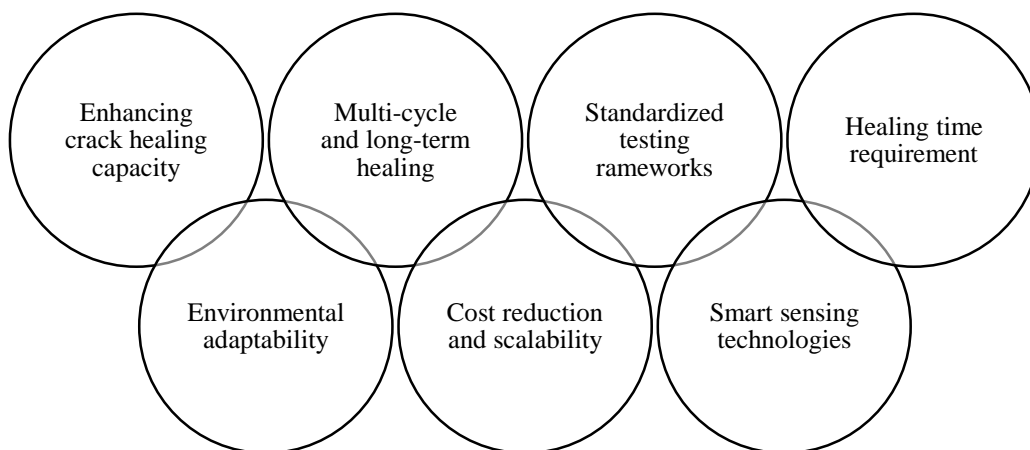 Enhancing
crack healing
capacity
Multi-cycle
and long-term
healing
Standardized
testing
rameworks
Healing time
requirement
Environmental
adaptability
Cost reduction
and scalability
Smart sensing
technologies